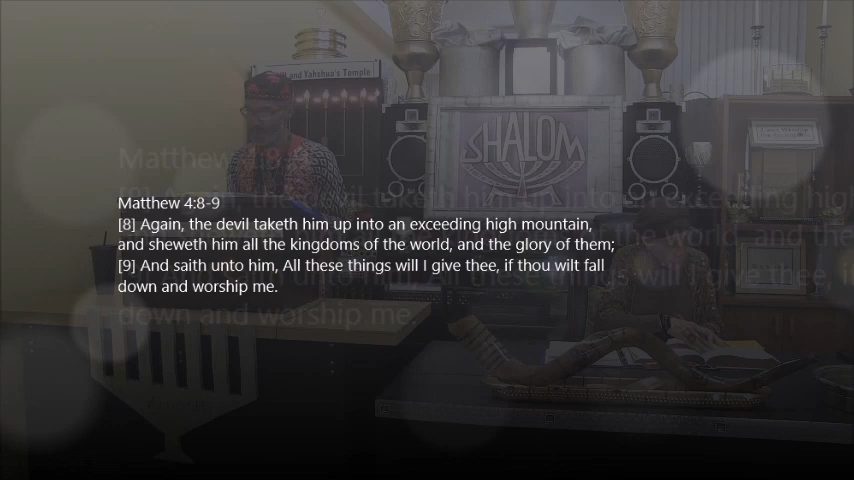 and Yahshua's Temple
SHALOM
Matthew 4:8-9
[8] Again, the devil taketh him up into an exceeding high mountain,
and sheweth him all the kingdoms of the world, and the glory of them;
[9] And saith unto him, All these things will I give thee, if thou wilt fall
down and worship me.